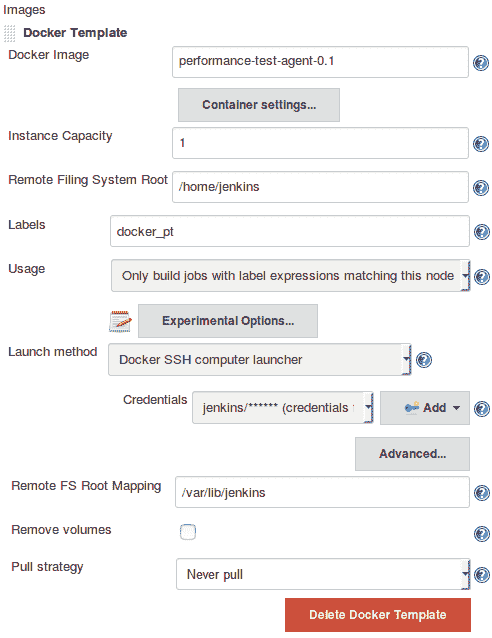 Images
Docker Template
Docker Image performance-test-agent-0.1
Container settings...
Instance Capacity 1
Remote Filing System Root /home/jenkins
Labels docker_pt
Usage Only build jobs with label expressions matching this node
Experimental Options...
Launch method Docker SSH computer launcher
Credentials jenkins/****** (credentials Add
Advanced...
Remote FS Root Mapping /var/lib/jenkins
Remove volumes
Pull strategy Never pull
Delete Docker Template